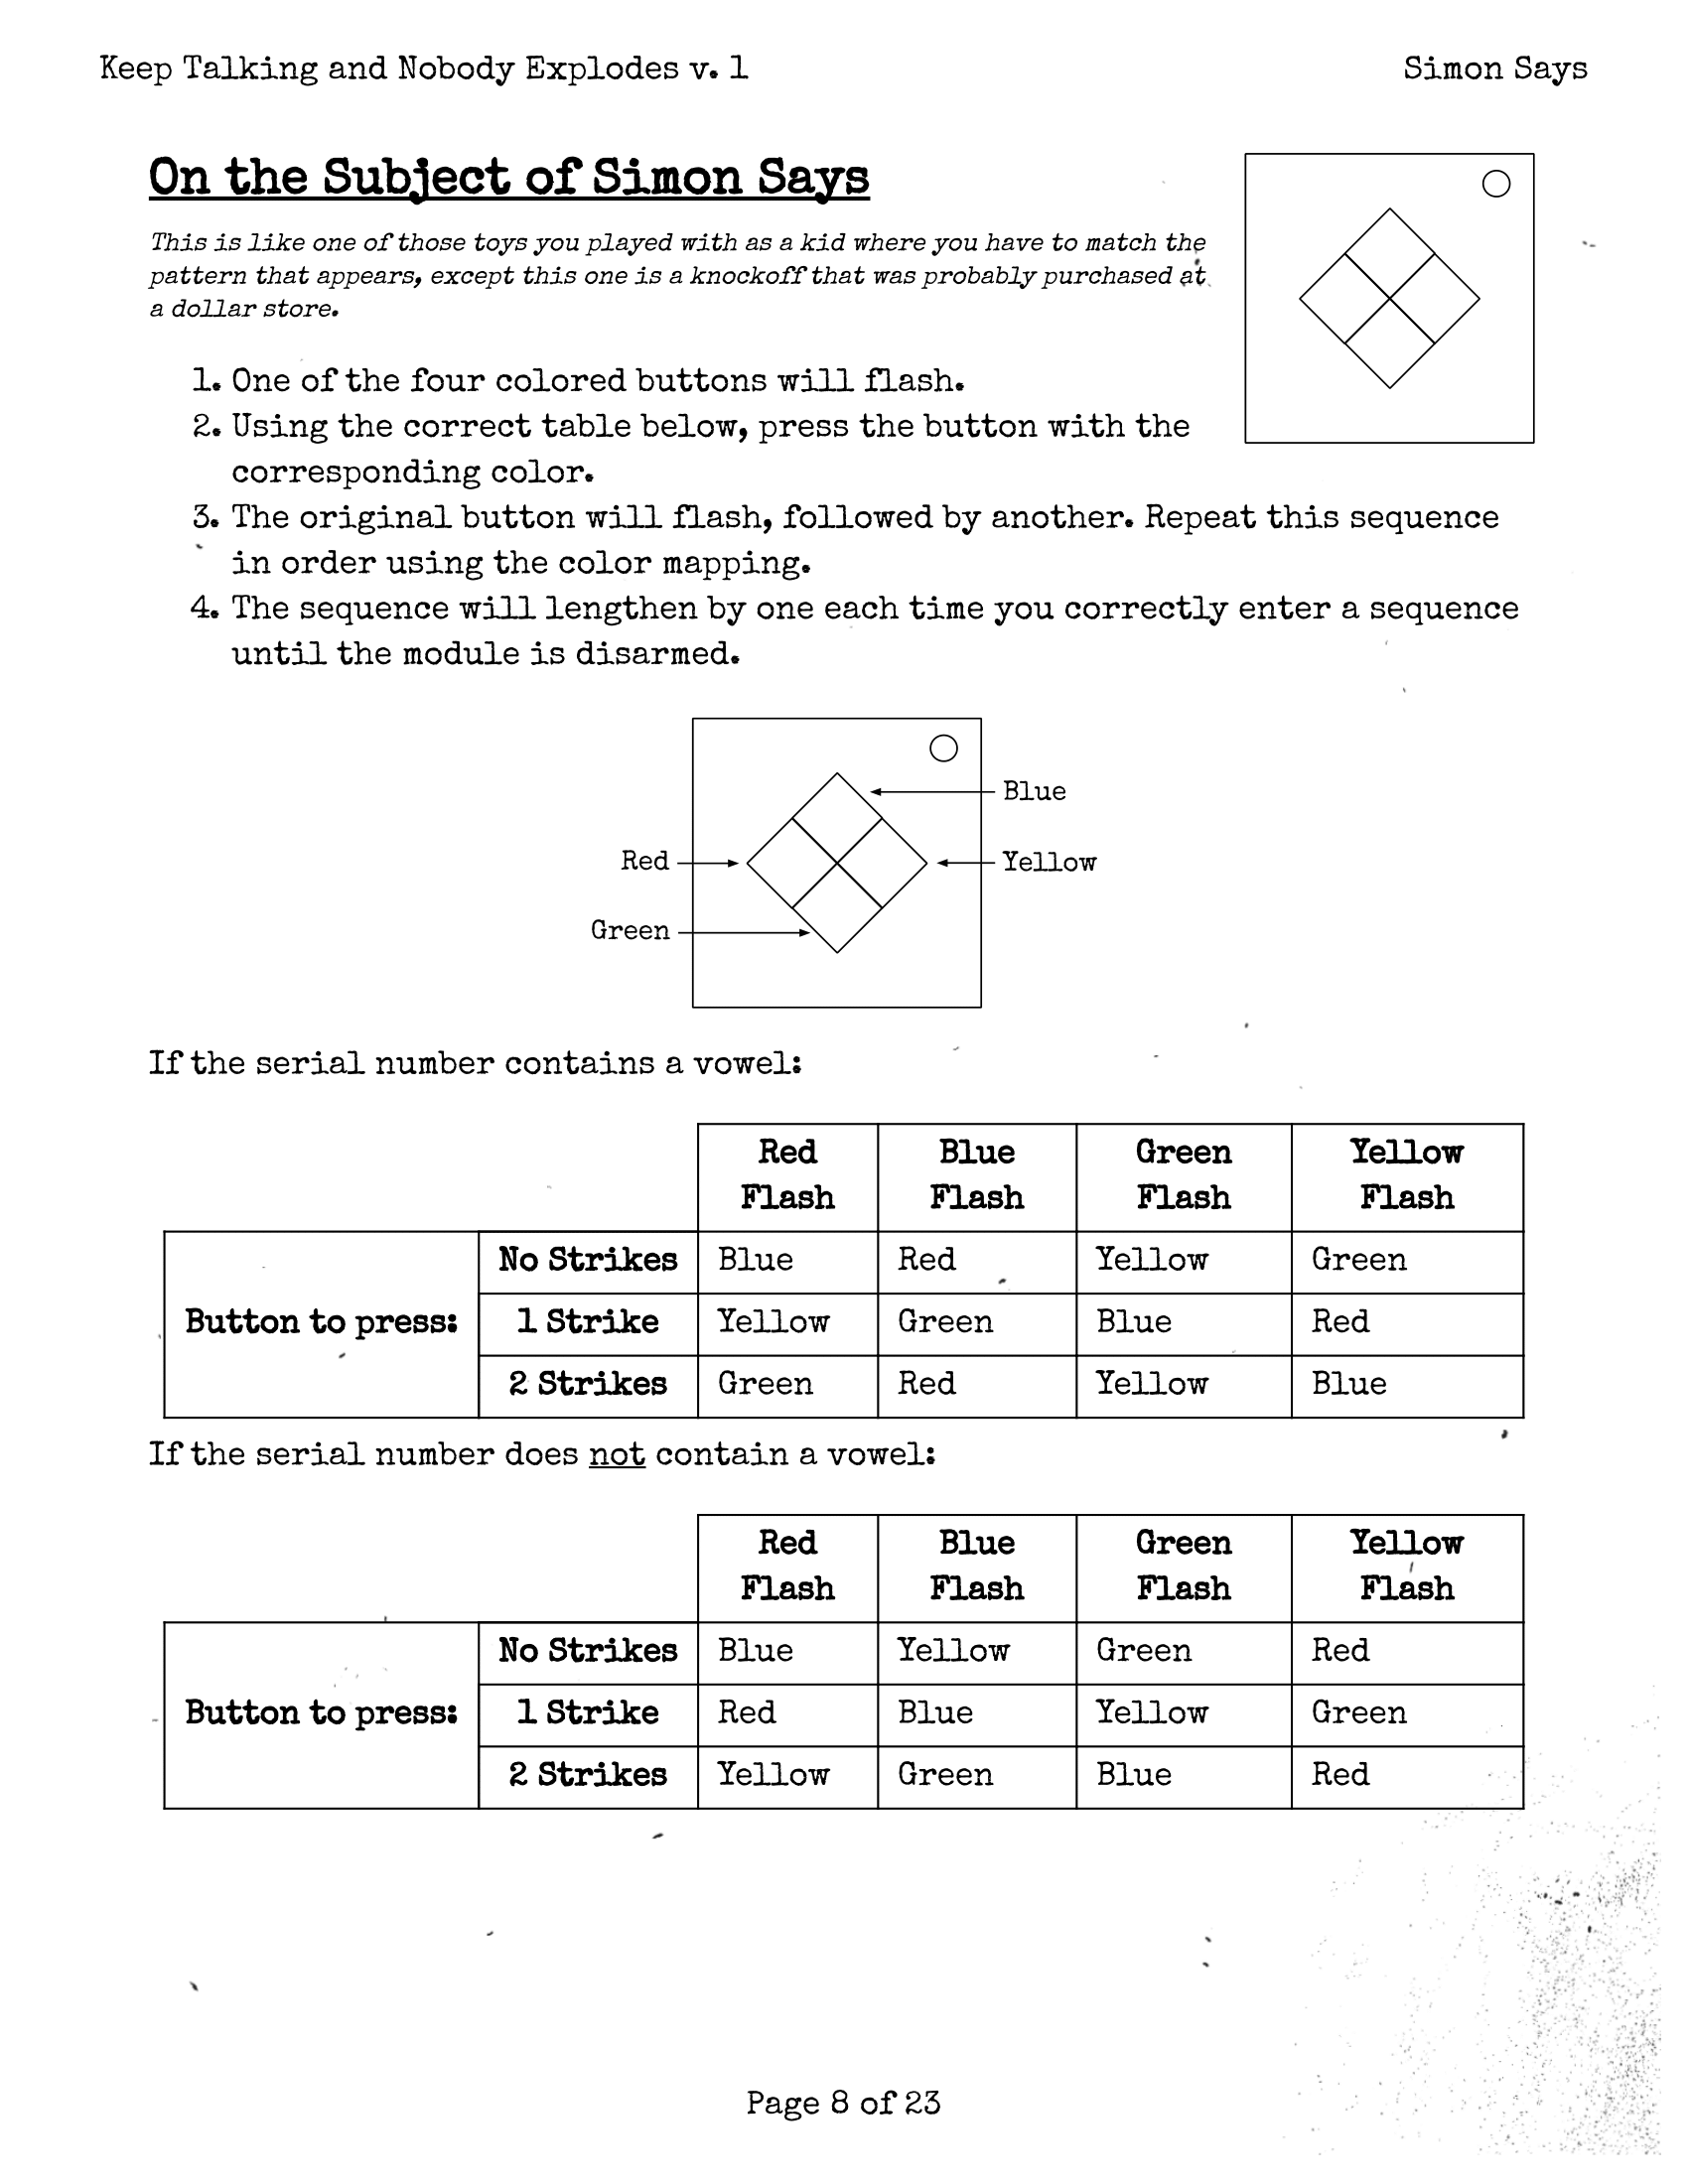 Keep Talking and Nobody Explodes v. 1
Simon Says
On the Subject of Simon Says
This is like one of those toys you played with as a kid where you have to match the
pattern that appears, except this one is a knockoff that was probably purchased at
a dollar store.
1. One of the four colored buttons will flash.
2. Using the correct table below, press the button with the
corresponding color.
3. The original button will flash, followed by another. Repeat this sequence
in order using the color mapping.
4. The sequence will lengthen by one each time you correctly enter a sequence
until the module is disarmed.
Blue
Red
Yellow
Green
If the serial number contains a vowel:
Red Blue Green Yellow
Flash Flash Flash Flash
No Strikes Blue Red Yellow Green
Button to press: 1 Strike Yellow Green Blue Red
2 Strikes Green Red Yellow Blue
If the serial number does not contain a vowel:
Red Blue Green Yellow
Flash Flash Flash Flash
No Strikes Blue Yellow Green Red
Button to press: 1 Strike Red Blue Yellow Green
2 Strikes Yellow Green Blue Red
Page 8 of 23